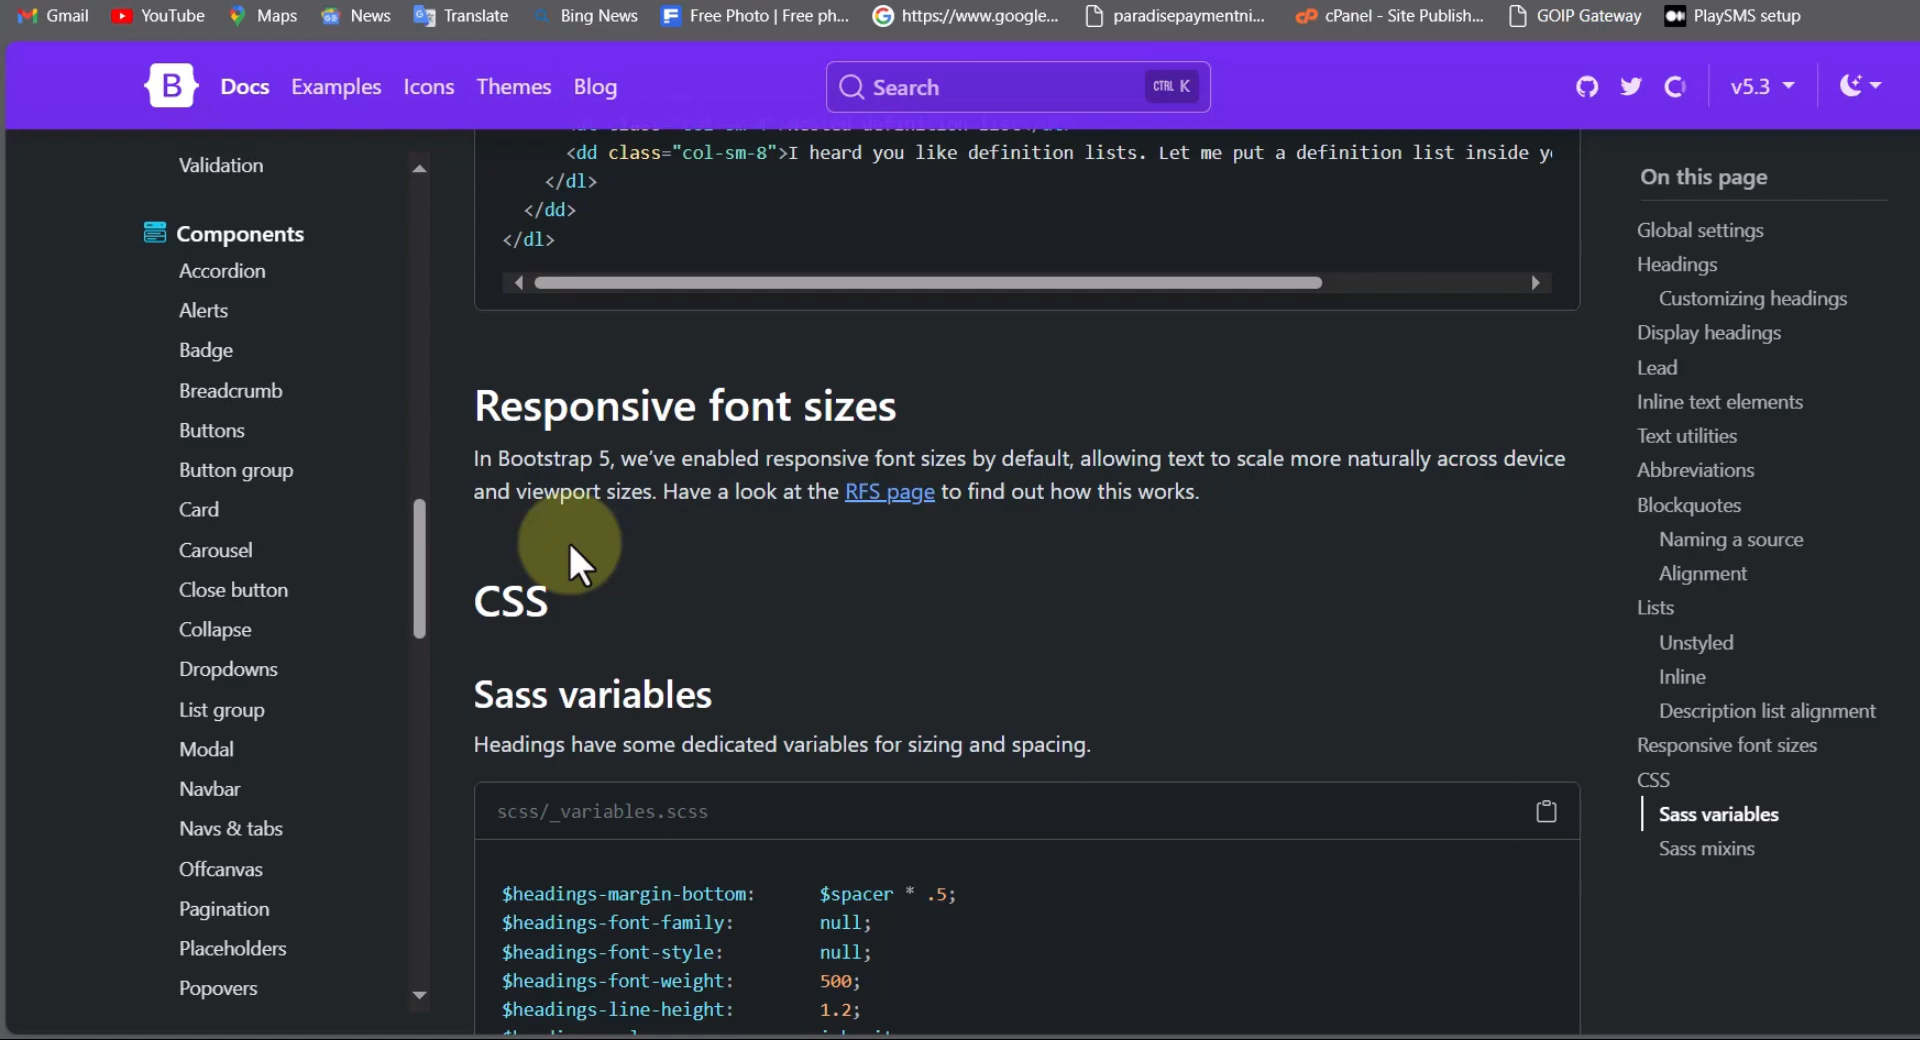 Gmail
YouTube
Maps
News
Translate
Bing News
Free Photo | Free ph...
https://www.google...
paradisepaymentni...
cPanel - Site Publish...
GOIP Gateway
PlaySMS setup
B
Docs
Examples
Icons
Themes
Blog
Search
CTRL K
v5.3
Validation
Components
Accordion
Alerts
Badge
Breadcrumb
Buttons
Button group
Card
Carousel
Close button
Collapse
Dropdowns
List group
Modal
Navbar
Navs & tabs
Offcanvas
Pagination
Placeholders
Popovers
<dd class="col-sm-8">I heard you like definition lists. Let me put a definition list inside y
</dl>
</dd>
</dl>
Responsive font sizes
In Bootstrap 5, we've enabled responsive font sizes by default, allowing text to scale more naturally across device
and viewport sizes. Have a look at the RFS page to find out how this works.
CSS
Sass variables
Headings have some dedicated variables for sizing and spacing.
scss/_variables.scss
$headings-margin-bottom: $spacer * .5;
$headings-font-family: null;
$headings-font-style: null;
$headings-font-weight: 500;
$headings-line-height: 1.2;
On this page
Global settings
Headings
Customizing headings
Display headings
Lead
Inline text elements
Text utilities
Abbreviations
Blockquotes
Naming a source
Alignment
Lists
Unstyled
Inline
Description list alignment
Responsive font sizes
CSS
Sass variables
Sass mixins